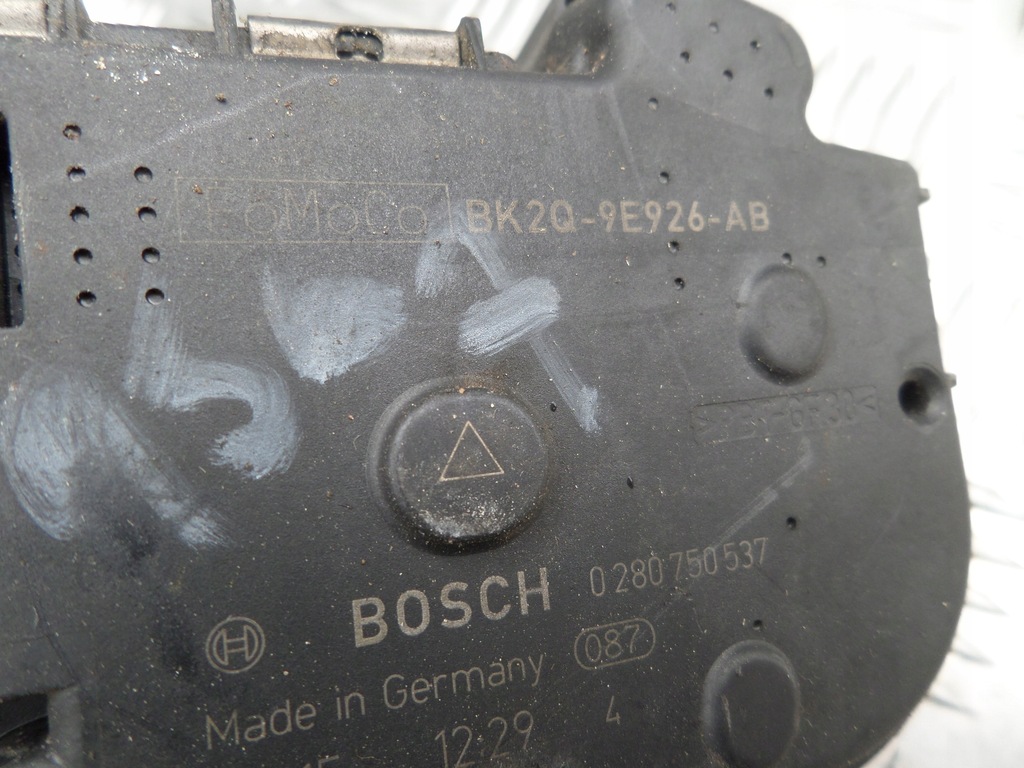 FoMoCo BK2Q-9E926-AB
BOSCH 0 280 750 537
Made in Germany 087
12:29 4